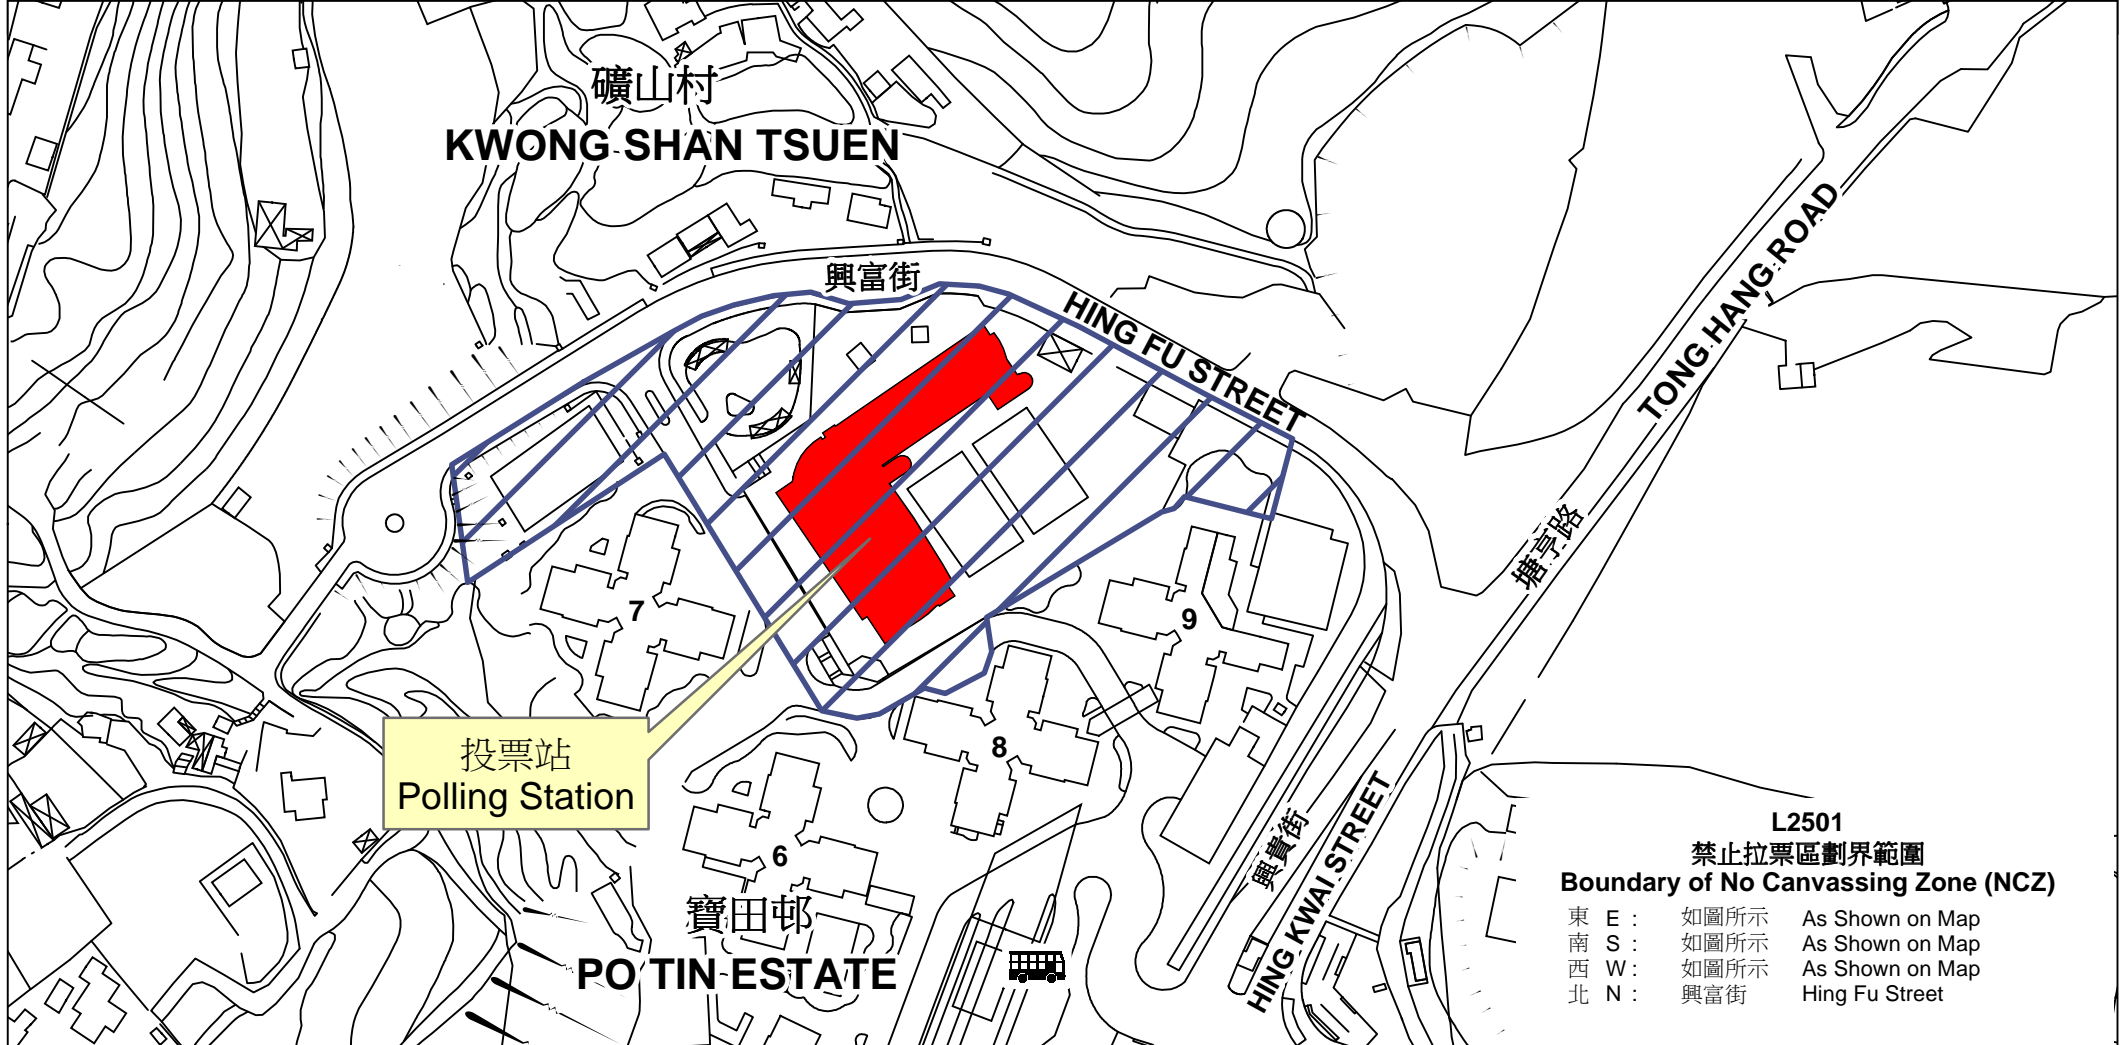 礦山村
KWONG SHAN TSUEN
興富街
HING FU STREET
TONG HANG ROAD
塘亨路
7
9
8
投票站
Polling Station
6
寶田邨
PO TIN ESTATE
興貴街
HING KWAI STREET
L2501
禁止拉票區劃界範圍
Boundary of No Canvassing Zone (NCZ)
東 E : 如圖所示 As Shown on Map
南 S : 如圖所示 As Shown on Map
西 W : 如圖所示 As Shown on Map
北 N : 興富街 Hing Fu Street